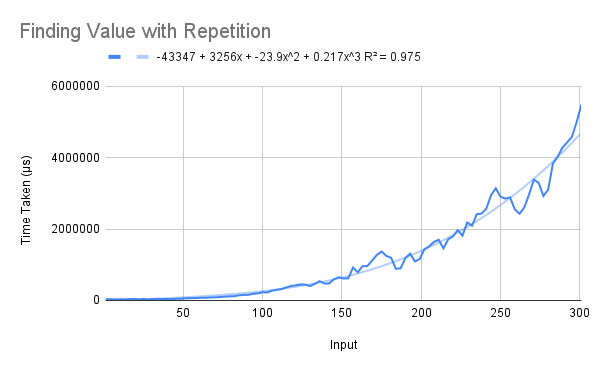 Finding Value with Repetition
-43347 + 3256x + -23.9x^2 + 0.217x^3 R² = 0.975
Time Taken (µs)
6000000
4000000
2000000
0
50 100 150 200 250 300
Input